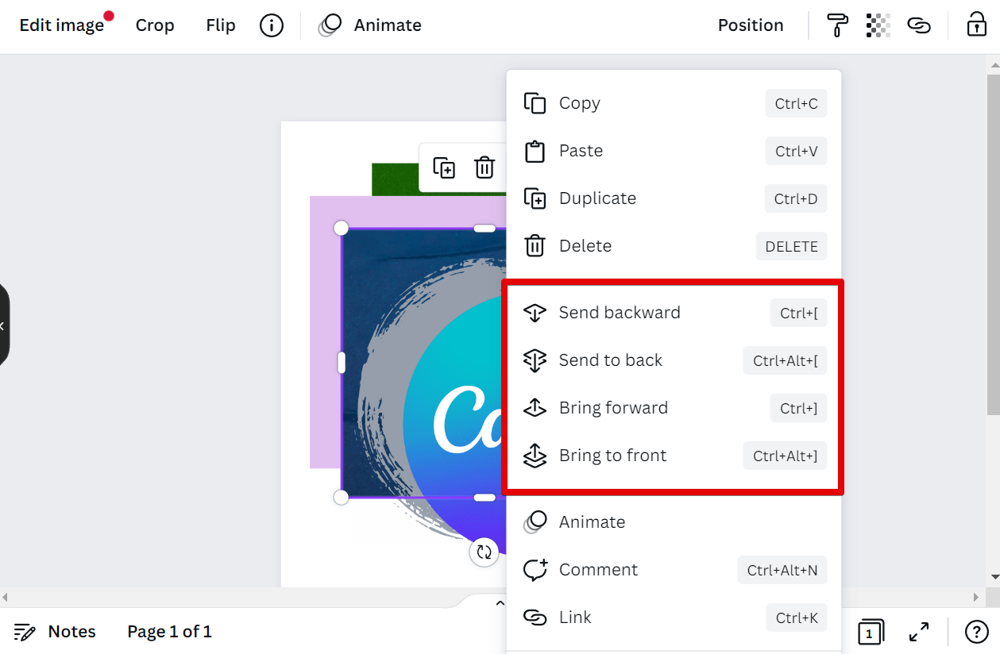 Edit image Crop Flip Animate Position
Copy Ctrl+C
Paste Ctrl+V
Duplicate Ctrl+D
Delete DELETE
Send backward Ctrl+[
Send to back Ctrl+Alt+[
Bring forward Ctrl+]
Bring to front Ctrl+Alt+]
Animate
Comment Ctrl+Alt+N
Link Ctrl+K
Notes Page 1 of 1 1